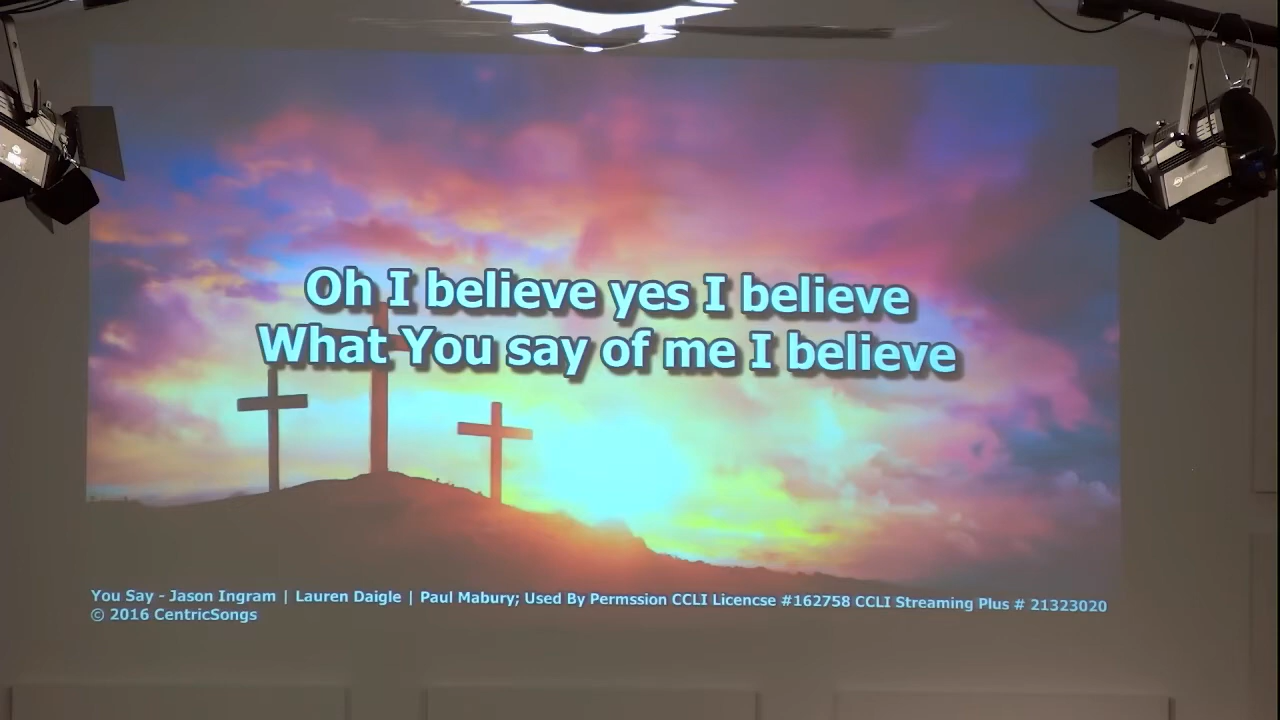 Oh I believe yes I believe
What You say of me I believe
You Say - Jason Ingram | Lauren Daigle | Paul Mabury; Used By Permssion CCLI Licencse #162758 CCLI Streaming Plus # 21323020
© 2016 CentricSongs